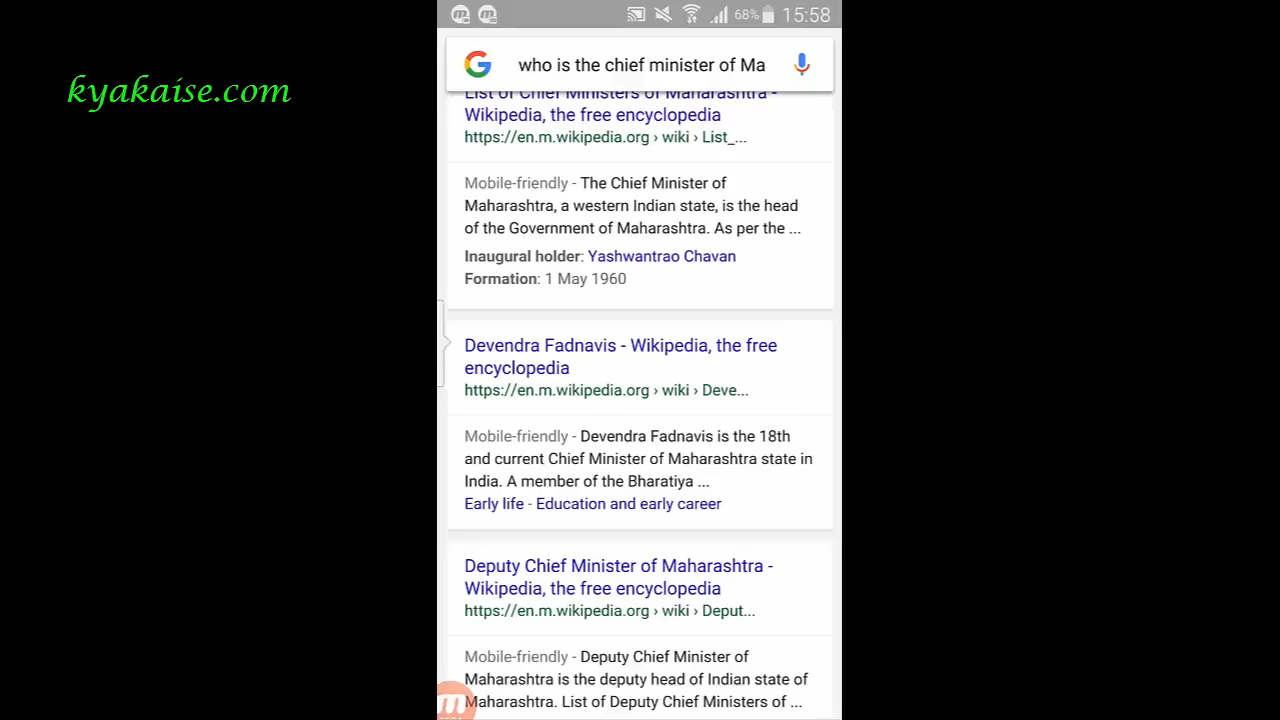 68% 15:58
kyakaise.com
who is the chief minister of Ma
List of Chief Ministers of Maharashtra -
Wikipedia, the free encyclopedia
https://en.m.wikipedia.org › wiki › List_...
Mobile-friendly - The Chief Minister of
Maharashtra, a western Indian state, is the head
of the Government of Maharashtra. As per the ...
Inaugural holder: Yashwantrao Chavan
Formation: 1 May 1960
Devendra Fadnavis - Wikipedia, the free
encyclopedia
https://en.m.wikipedia.org › wiki › Deve...
Mobile-friendly - Devendra Fadnavis is the 18th
and current Chief Minister of Maharashtra state in
India. A member of the Bharatiya ...
Early life - Education and early career
Deputy Chief Minister of Maharashtra -
Wikipedia, the free encyclopedia
https://en.m.wikipedia.org › wiki › Deput...
Mobile-friendly - Deputy Chief Minister of
Maharashtra is the deputy head of Indian state of
Maharashtra. List of Deputy Chief Ministers of ...